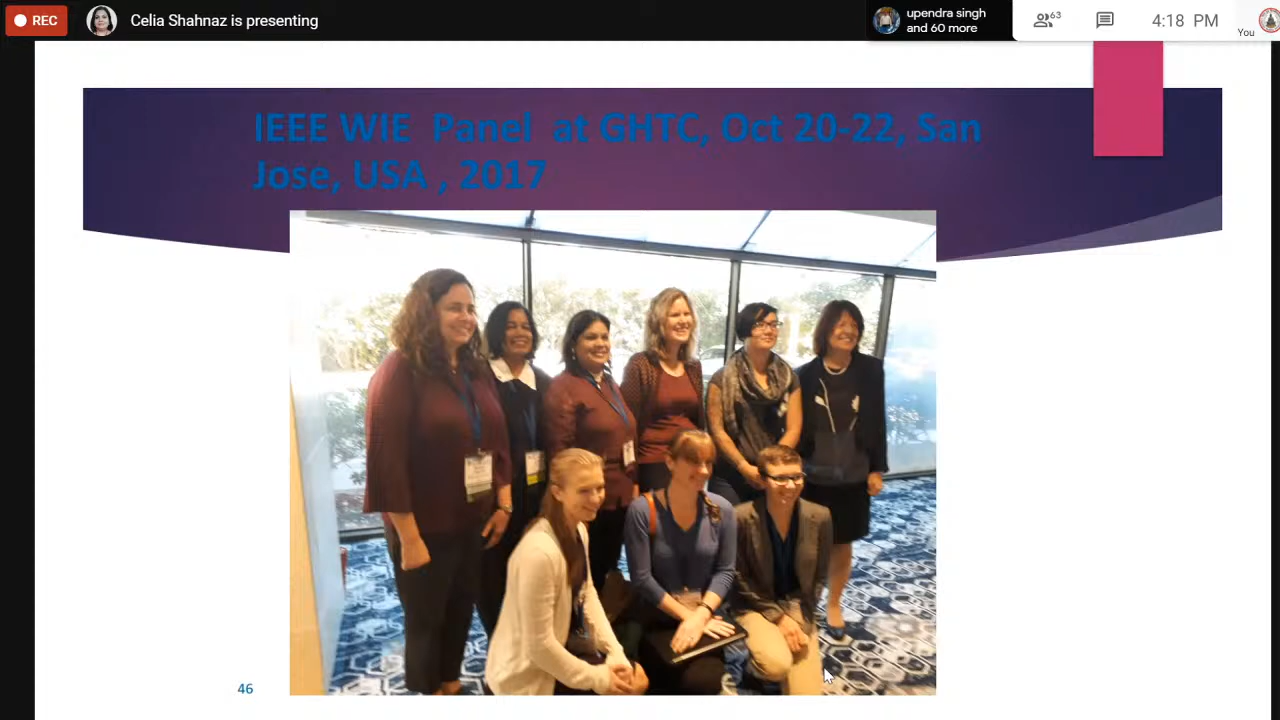 REC
Celia Shahnaz is presenting
upendra singh
and 60 more
63
4:18 PM
You
IEEE WIE Panel at GHTC, Oct 20-22, San
Jose, USA , 2017
46